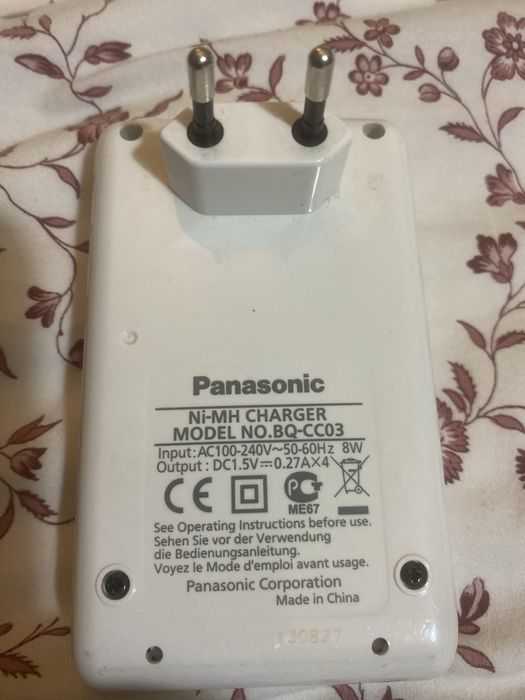 Panasonic
Ni-MH CHARGER
MODEL NO.BQ-CC03
Input:AC100-240V~50-60Hz 8W
Output : DC1.5V⎓0.27A×4
CE
PCT
ME67
See Operating Instructions before use.
Sehen Sie vor der Verwendung
die Bedienungsanleitung.
Voyez le Mode d'emploi avant usage.
Panasonic Corporation
Made in China
130827